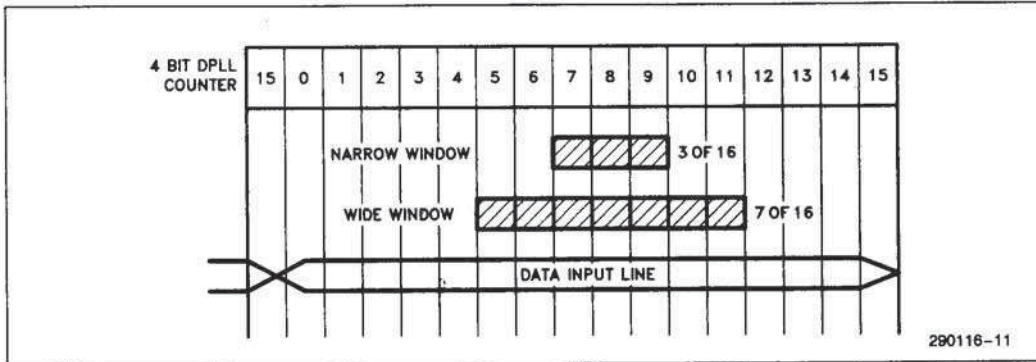 4 BIT DPLL
COUNTER
15 0 1 2 3 4 5 6 7 8 9 10 11 12 13 14 15
NARROW WINDOW
3 OF 16
WIDE WINDOW
7 OF 16
DATA INPUT LINE
290116-11